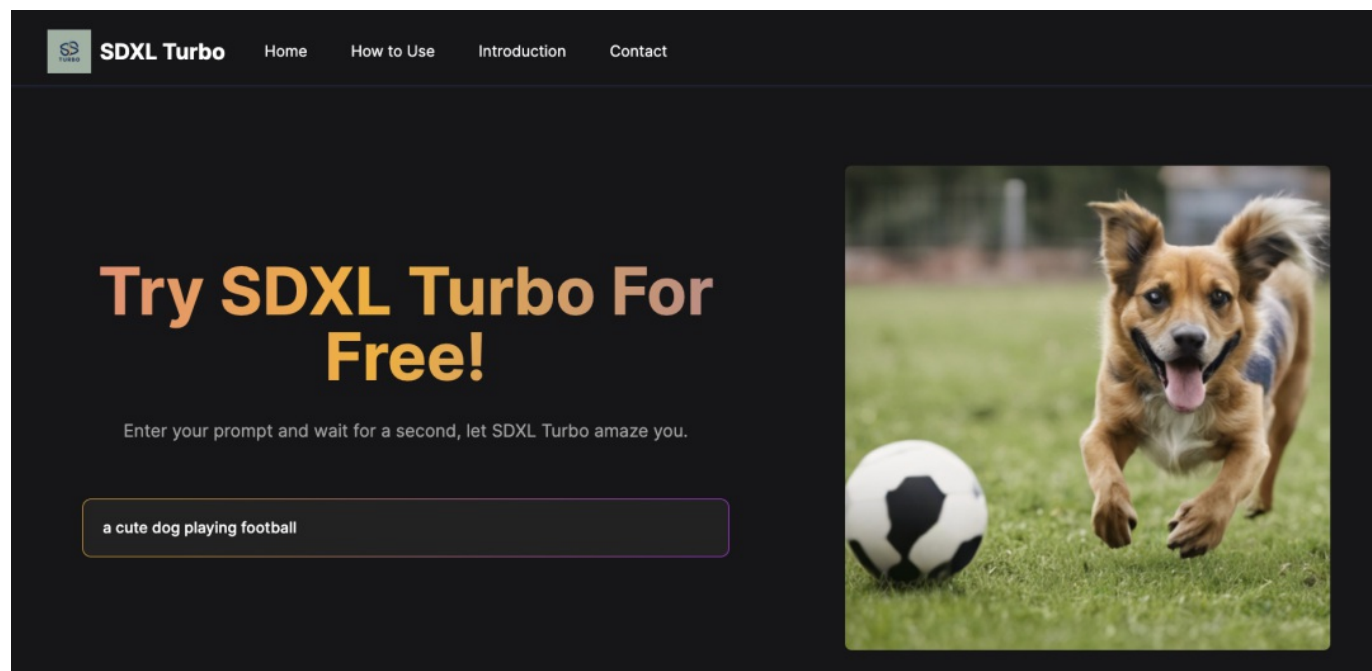 SDXL Turbo
Home
How to Use
Introduction
Contact
Try SDXL Turbo For
Free!
Enter your prompt and wait for a second, let SDXL Turbo amaze you.
a cute dog playing football